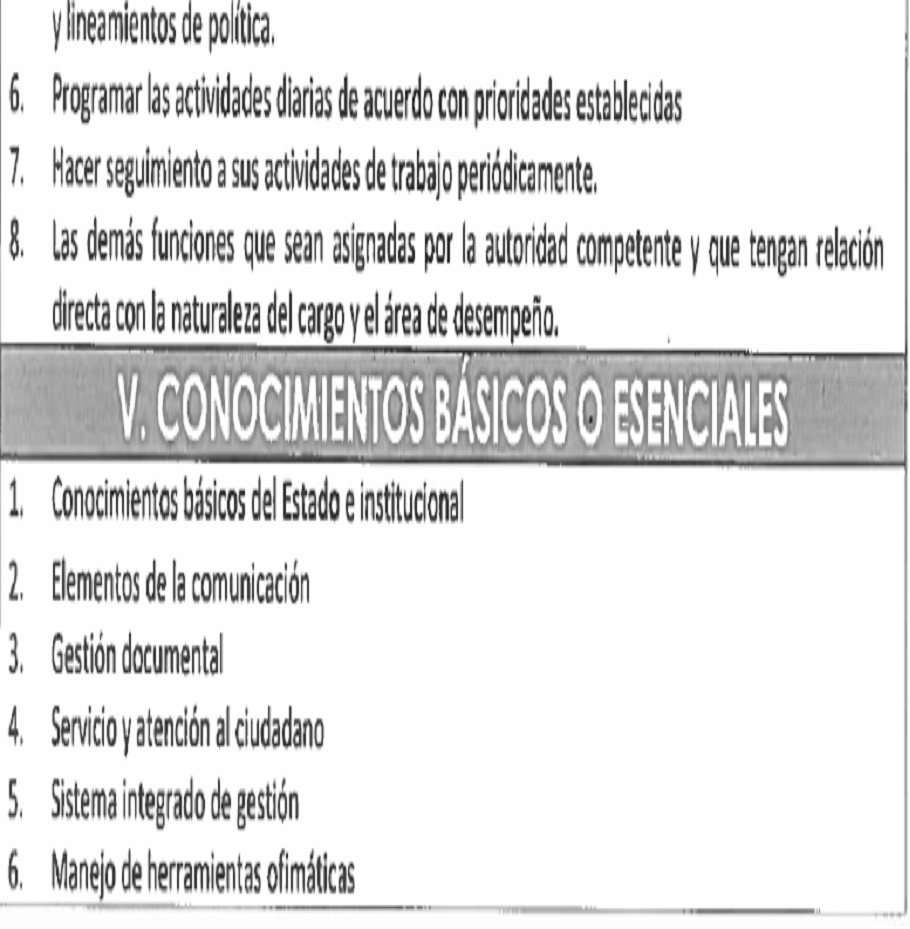 y lineamientos de política.
6. Programar las actividades diarias de acuerdo con prioridades establecidas
7. Hacer seguimiento a sus actividades de trabajo periódicamente.
8. Las demás funciones que sean asignadas por la autoridad competente y que tengan relación
directa con la naturaleza del cargo y el área de desempeño.
V. CONOCIMIENTOS BÁSICOS O ESENCIALES
1. Conocimientos básicos del Estado e institucional
2. Elementos de la comunicación
3. Gestión documental
4. Servicio y atención al ciudadano
5. Sistema integrado de gestión
6. Manejo de herramientas ofimáticas